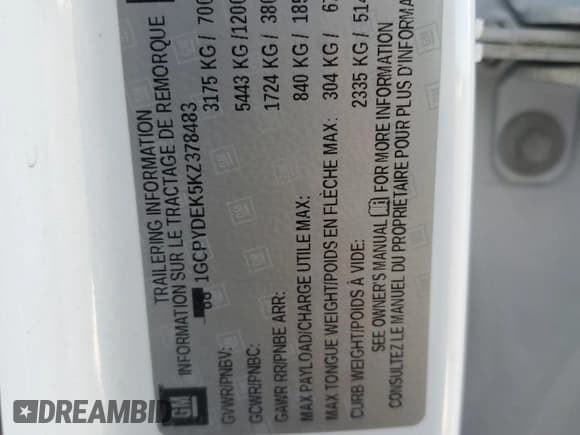 TRAILERING INFORMATION
INFORMATION SUR LE TRACTAGE DE REMORQUE
1GCPYDEK5KZ378483
GVWR/PNBV: 3175 KG / 700
GCWR/PNBC: 5443 KG /1200
GAWR RR/PNBE ARR: 1724 KG / 380
MAX PAYLOAD/CHARGE UTILE MAX: 840 KG / 185
MAX TONGUE WEIGHT/POIDS EN FLÈCHE MAX: 304 KG / 67
CURB WEIGHT/POIDS À VIDE: 2335 KG / 514
SEE OWNER'S MANUAL FOR MORE INFORMATION
CONSULTEZ LE MANUEL DU PROPRIÉTAIRE POUR PLUS D'INFORMA
GM
DREAMBID